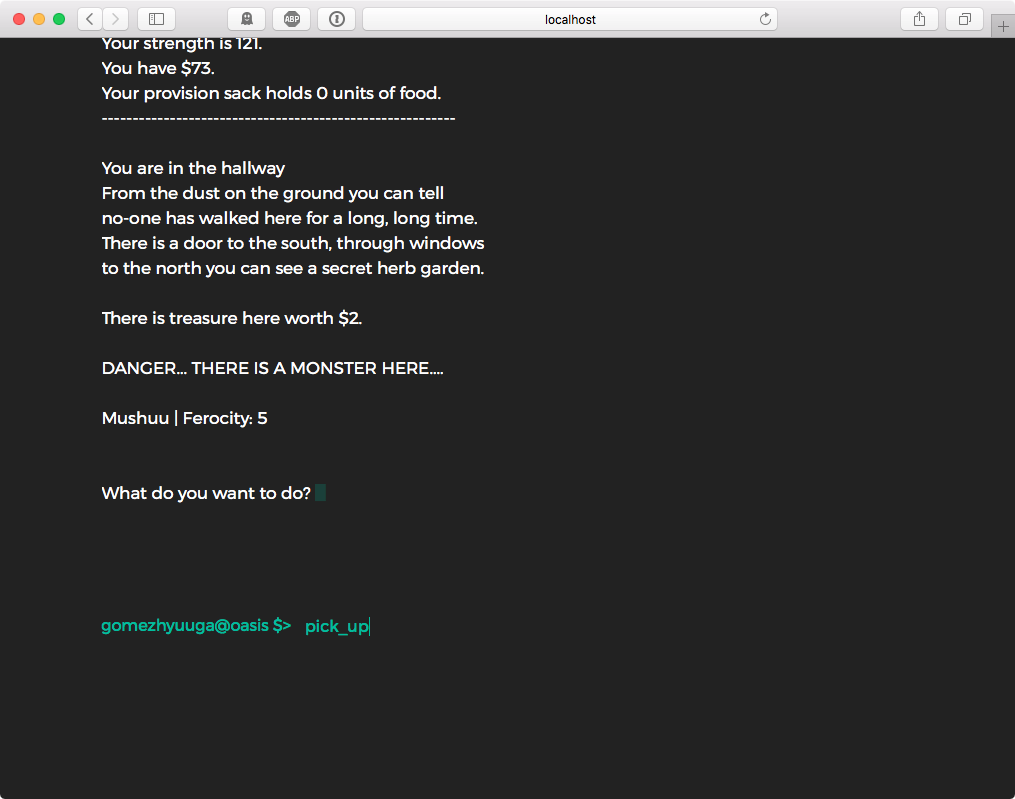 ABP
localhost
Your strength is 121.
You have $73.
Your provision sack holds 0 units of food.
---------------------------------------------------------
You are in the hallway
From the dust on the ground you can tell
no-one has walked here for a long, long time.
There is a door to the south, through windows
to the north you can see a secret herb garden.
There is treasure here worth $2.
DANGER... THERE IS A MONSTER HERE....
Mushuu | Ferocity: 5
What do you want to do?
gomezhyuuga@oasis $> pick_up